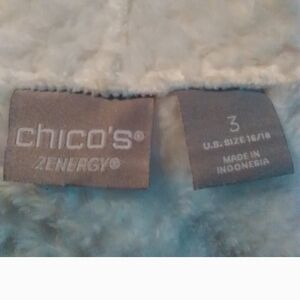 chico's®
ZENERGY®
3
U.S. SIZE 16/18
MADE IN
INDONESIA